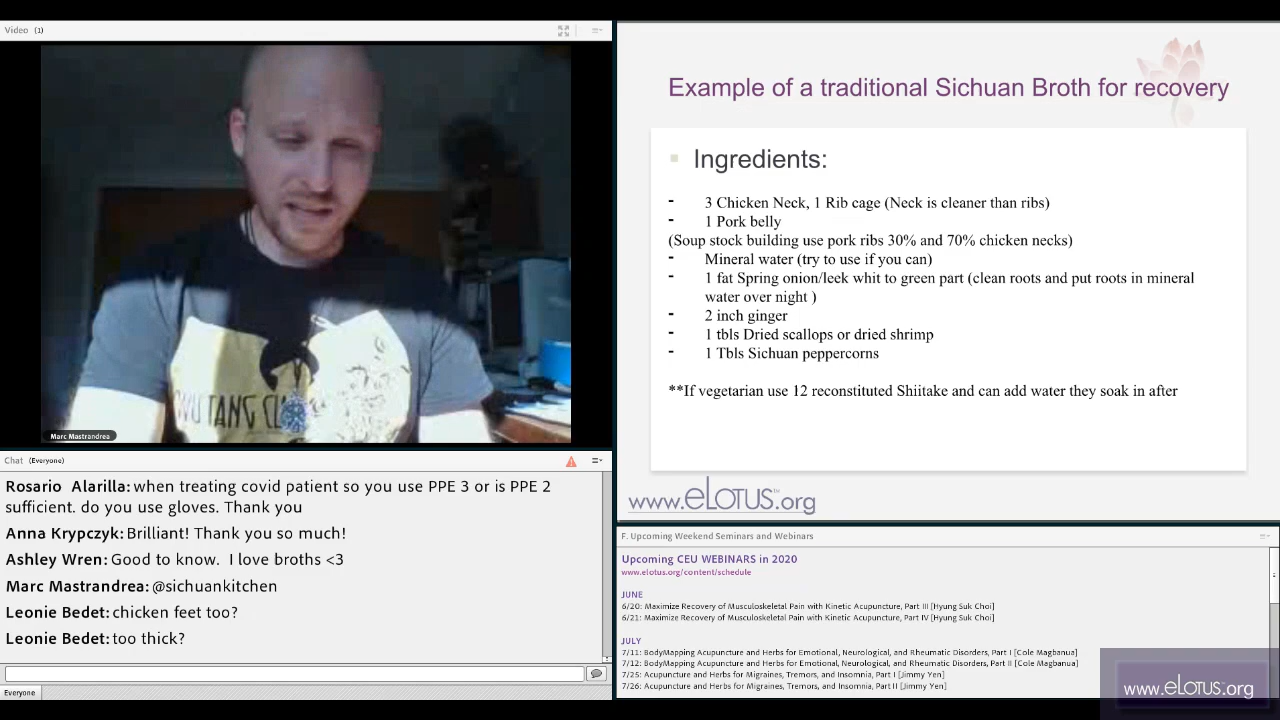 Video (1)
WU TANG CL
Marc Mastrandrea
Example of a traditional Sichuan Broth for recovery
Ingredients:
- 3 Chicken Neck, 1 Rib cage (Neck is cleaner than ribs)
- 1 Pork belly
(Soup stock building use pork ribs 30% and 70% chicken necks)
- Mineral water (try to use if you can)
- 1 fat Spring onion/leek whit to green part (clean roots and put roots in mineral
water over night )
- 2 inch ginger
- 1 tbls Dried scallops or dried shrimp
- 1 Tbls Sichuan peppercorns
**If vegetarian use 12 reconstituted Shiitake and can add water they soak in after
www.eLOTUS.org
Chat (Everyone)
Rosario Alarilla: when treating covid patient so you use PPE 3 or is PPE 2
sufficient. do you use gloves. Thank you
Anna Krypczyk: Brilliant! Thank you so much!
Ashley Wren: Good to know. I love broths <3
Marc Mastrandrea: @sichuankitchen
Leonie Bedet: chicken feet too?
Leonie Bedet: too thick?
Everyone
F. Upcoming Weekend Seminars and Webinars
Upcoming CEU WEBINARS in 2020
www.elotus.org/content/schedule
JUNE
6/20: Maximize Recovery of Musculoskeletal Pain with Kinetic Acupuncture, Part III [Hyung Suk Choi]
6/21: Maximize Recovery of Musculoskeletal Pain with Kinetic Acupuncture, Part IV [Hyung Suk Choi]
JULY
7/11: BodyMapping Acupuncture and Herbs for Emotional, Neurological, and Rheumatic Disorders, Part I [Cole Magbanua]
7/12: BodyMapping Acupuncture and Herbs for Emotional, Neurological, and Rheumatic Disorders, Part II [Cole Magbanua]
7/25: Acupuncture and Herbs for Migraines, Tremors, and Insomnia, Part I [Jimmy Yen]
7/26: Acupuncture and Herbs for Migraines, Tremors, and Insomnia, Part II [Jimmy Yen]
www.eLOTUS.org